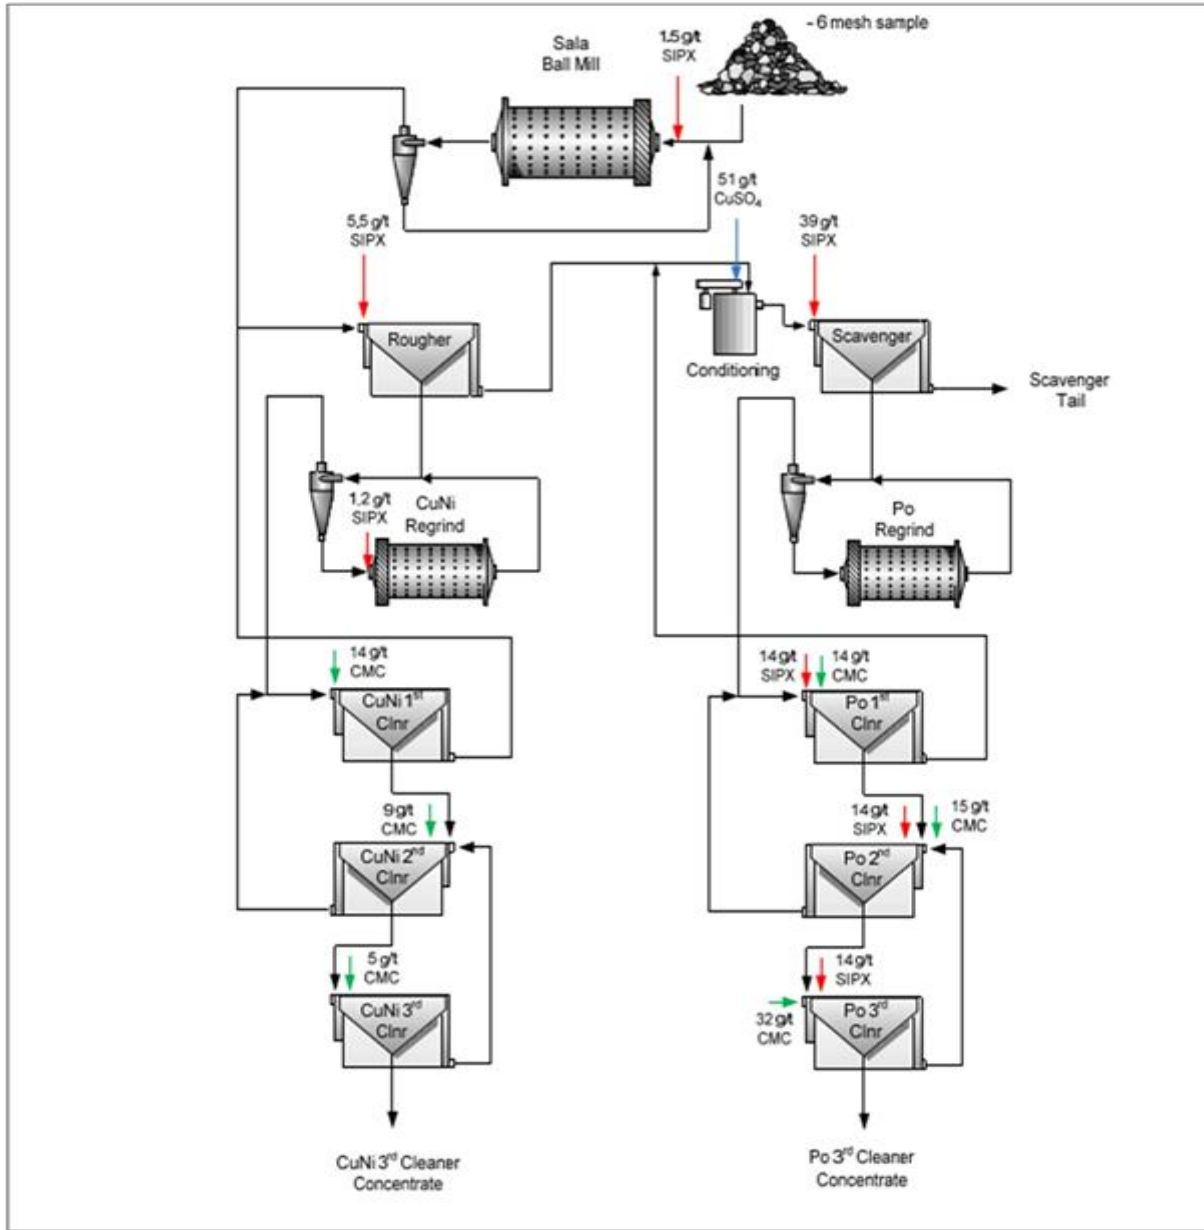 - 6 mesh sample
1.5 g/t
SIPX
Sala
Ball Mill
51 g/t
CuSO₄
5,5 g/t
SIPX
39 g/t
SIPX
Rougher
Scavenger
Conditioning
Scavenger
Tail
1,2 g/t
SIPX
CuNi
Regrind
Po
Regrind
14 g/t
CMC
14 g/t
SIPX
14 g/t
CMC
CuNi 1st
Clnr
Po 1st
Clnr
9 g/t
CMC
14 g/t
SIPX
15 g/t
CMC
CuNi 2nd
Clnr
Po 2nd
Clnr
5 g/t
CMC
14 g/t
SIPX
CuNi 3rd
Clnr
32 g/t
CMC
Po 3rd
Clnr
CuNi 3rd Cleaner
Concentrate
Po 3rd Cleaner
Concentrate